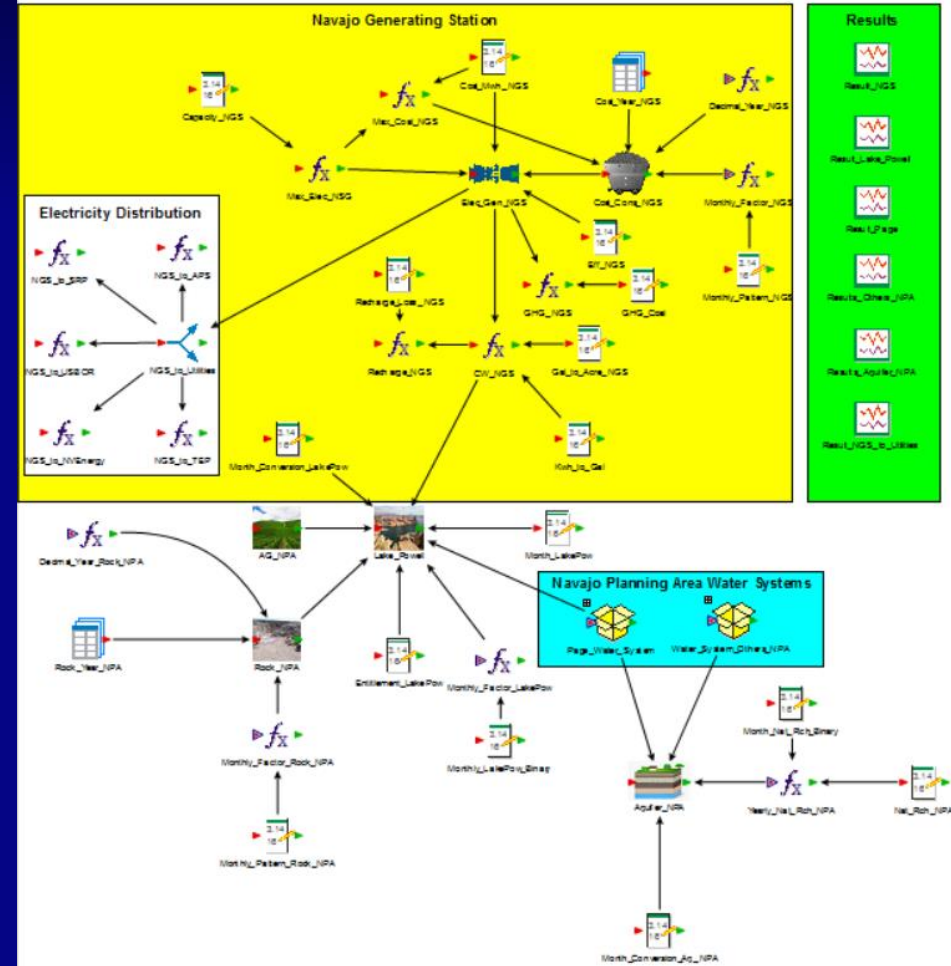 Navajo Generating Station
Results
Coal_Mwh_NGS
Capacity_NGS
Max_Coal_NGS
Coal_Year_NGS
Decimal_Year_NGS
Result_NGS
Max_Elec_NSG
Elec_Gen_NGS
Coal_Cons_NGS
Monthly_Factor_NGS
Resut_Lake_Powell
Electricity Distribution
NGS_to_SRP
NGS_to_APS
Recharge_Loss_NGS
Eff_NGS
GHG_NGS
GHG_Coal
Monthly_Pattern_NGS
Result_Page
Results_Others_NPA
NGS_to_USBOR
NGS_to_Utilities
Recharge_NGS
CW_NGS
Gal_to_Acre_NGS
Results_Aquifer_NPA
NGS_to_NVEnergy
NGS_to_TEP
Month_Conversion_LakePow
Kwh_to_Gal
Result_NGS_to_Utilities
Decimal_Year_Rock_NPA
AG_NPA
Lake_Powell
Month_LakePow
Navajo Planning Area Water Systems
Rock_Year_NPA
Rock_NPA
Entitlement_LakePow
Monthly_Factor_LakePow
Page_Water_System
Water_System_Others_NPA
Monthly_Factor_Rock_NPA
Monthly_LakePow_Binary
Month_Nat_Rch_Binary
Aquifer_NPA
Yearly_Nat_Rch_NPA
Nat_Rch_NPA
Monthly_Pattern_Rock_NPA
Month_Conversion_Aq_NPA